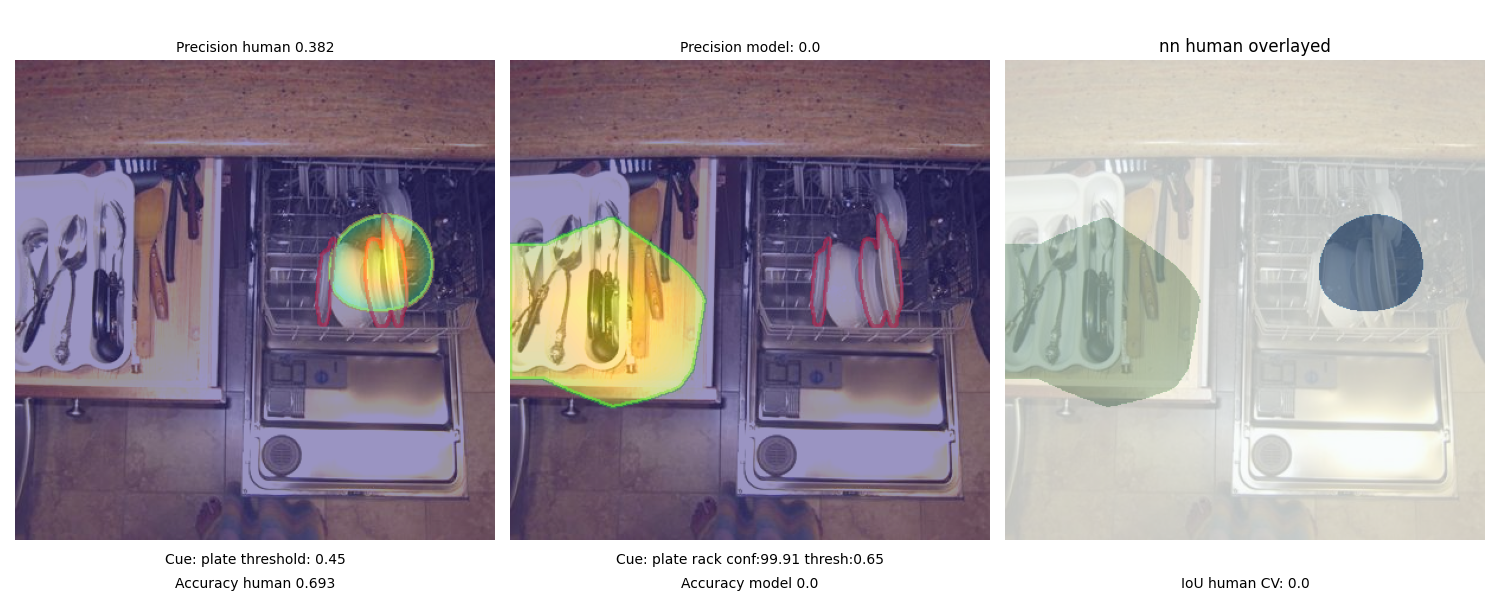 Precision human 0.382
Precision model: 0.0
nn human overlayed
Cue: plate threshold: 0.45
Cue: plate rack conf:99.91 thresh:0.65
Accuracy human 0.693
Accuracy model 0.0
IoU human CV: 0.0